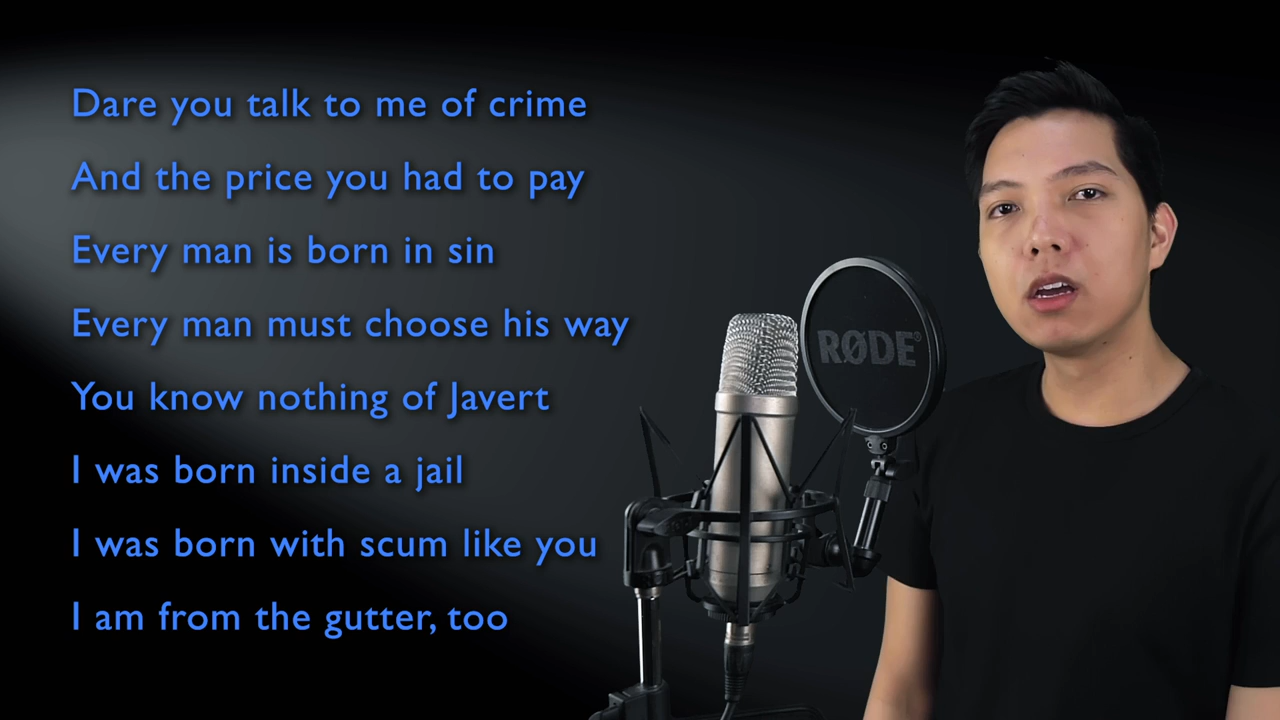 Dare you talk to me of crime
And the price you had to pay
Every man is born in sin
Every man must choose his way
You know nothing of Javert
I was born inside a jail
I was born with scum like you
I am from the gutter, too
RØDE®